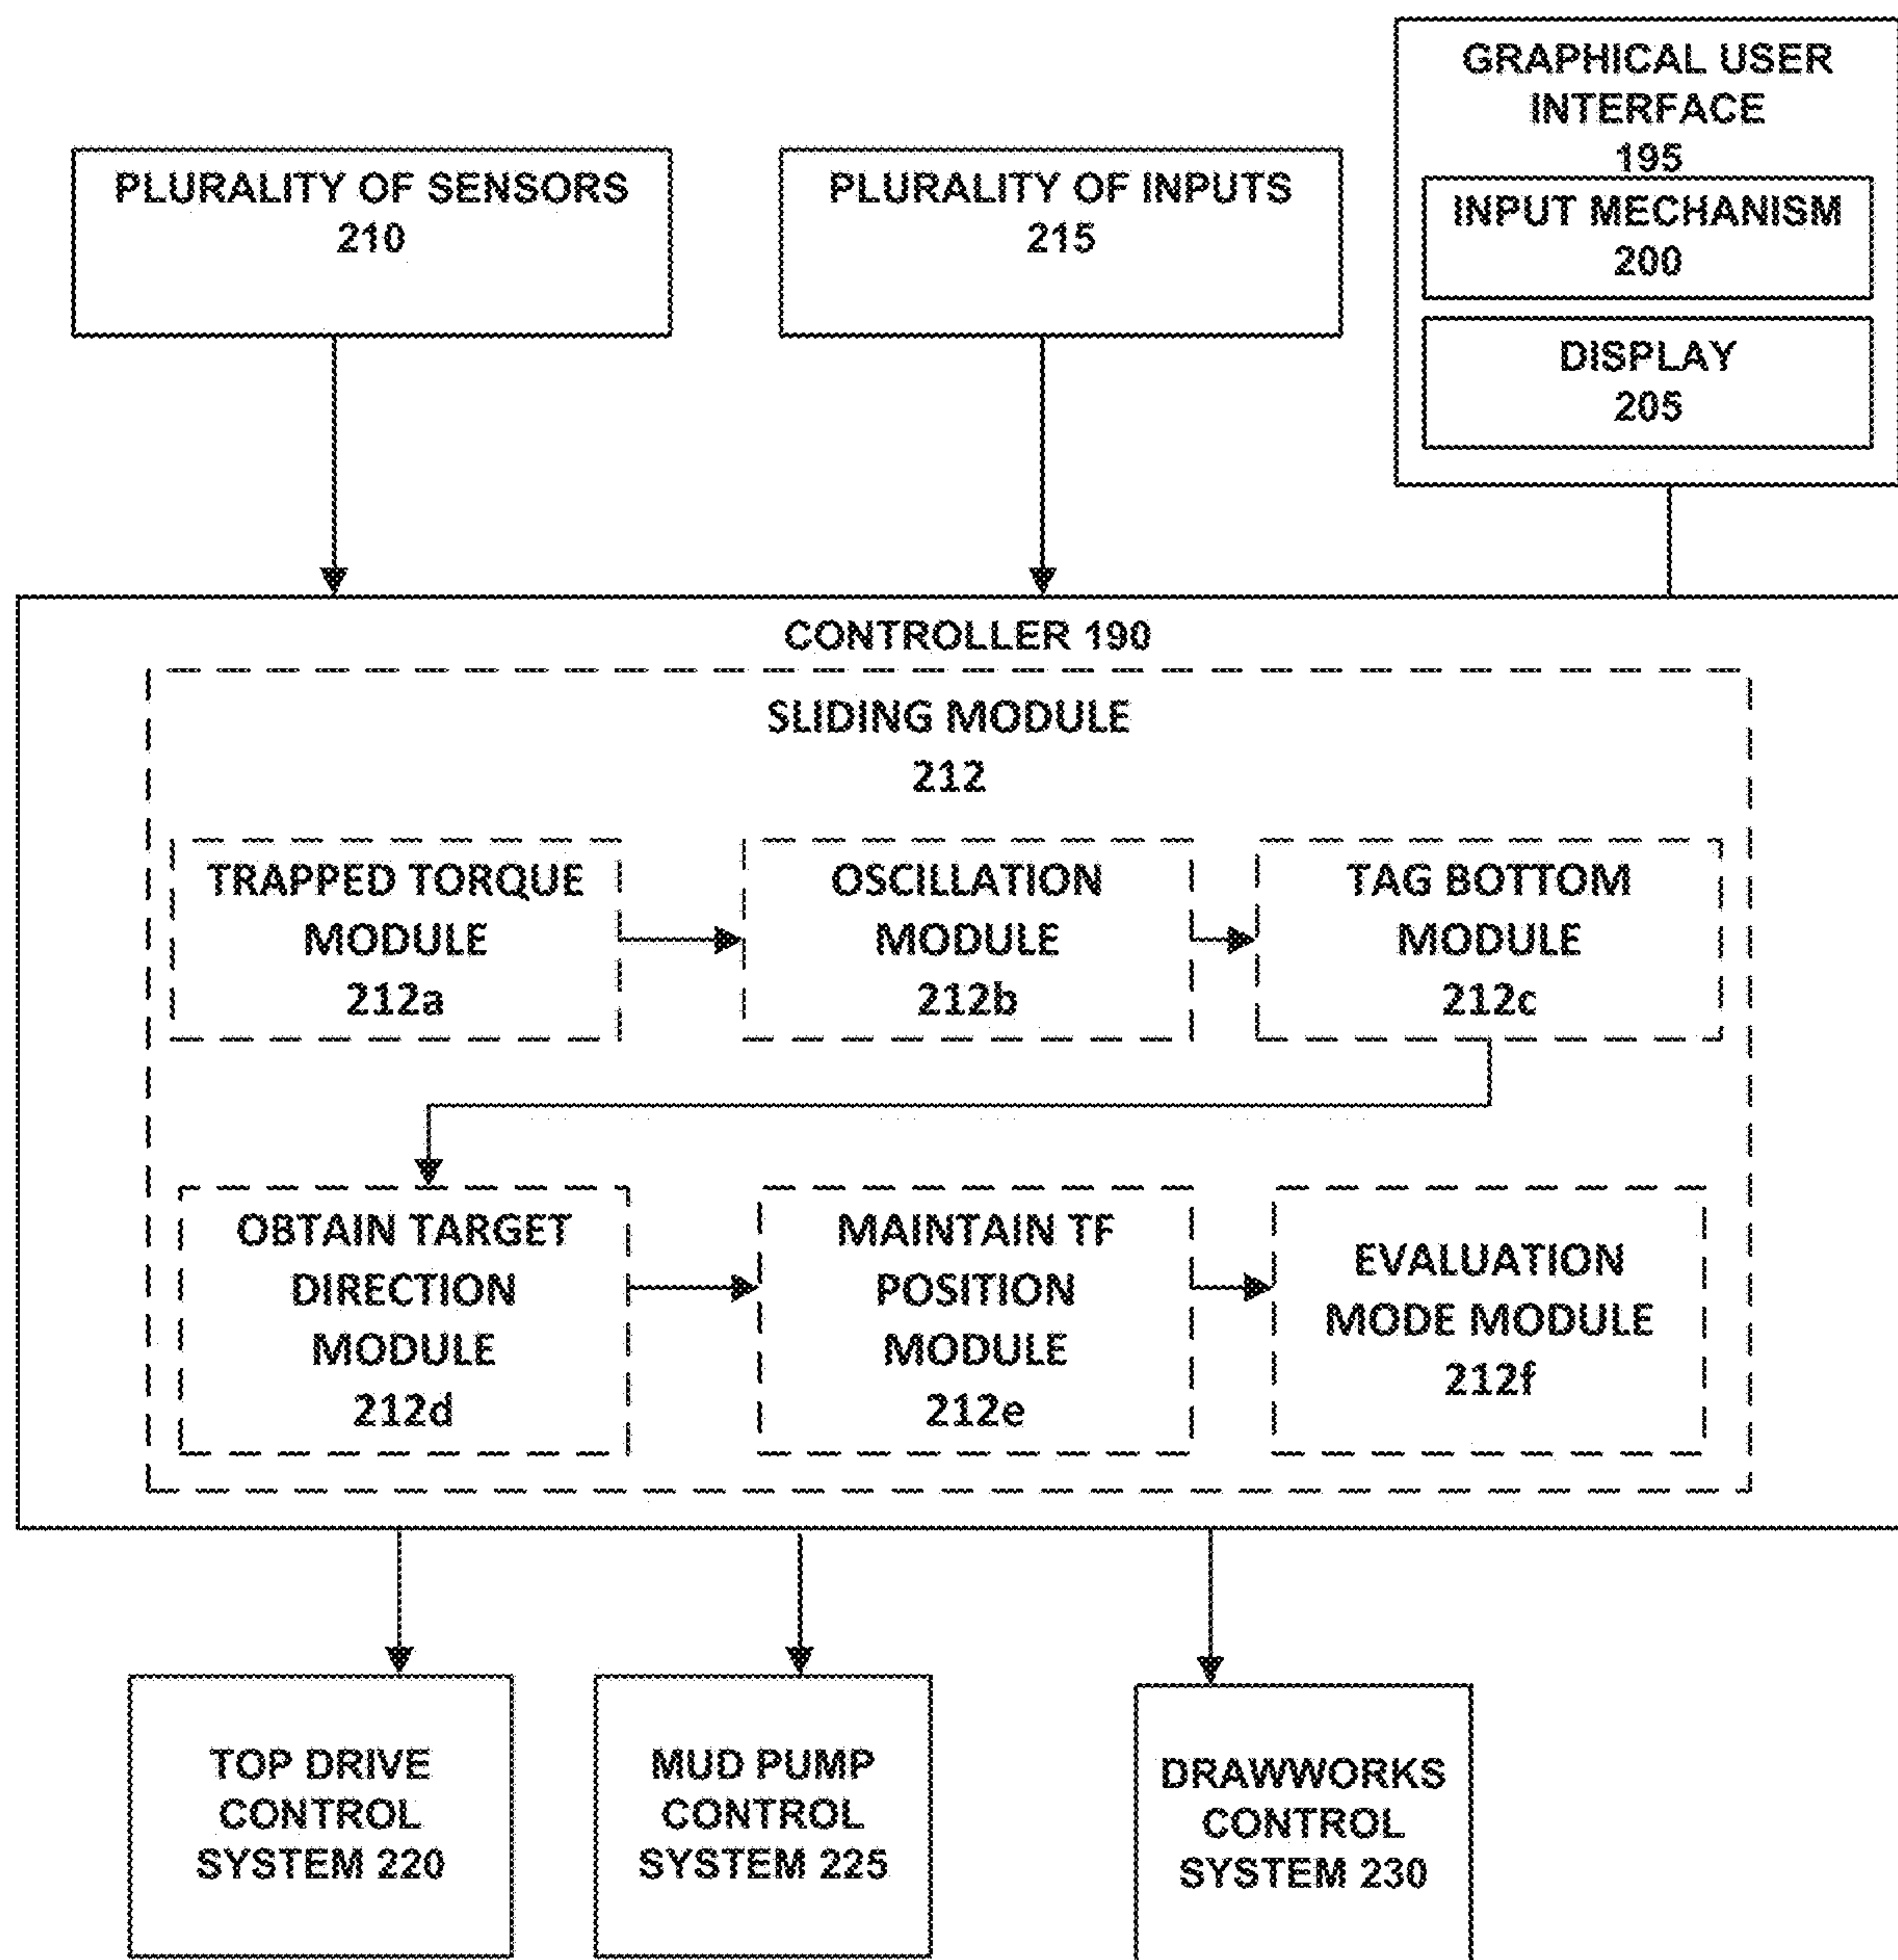 GRAPHICAL USER
INTERFACE
195
INPUT MECHANISM
200
DISPLAY
205
PLURALITY OF SENSORS
210
PLURALITY OF INPUTS
215
CONTROLLER 190
SLIDING MODULE
212
TRAPPED TORQUE
MODULE
212a
OSCILLATION
MODULE
212b
TAG BOTTOM
MODULE
212c
OBTAIN TARGET
DIRECTION
MODULE
212d
MAINTAIN TF
POSITION
MODULE
212e
EVALUATION
MODE MODULE
212f
TOP DRIVE
CONTROL
SYSTEM 220
MUD PUMP
CONTROL
SYSTEM 225
DRAWWORKS
CONTROL
SYSTEM 230